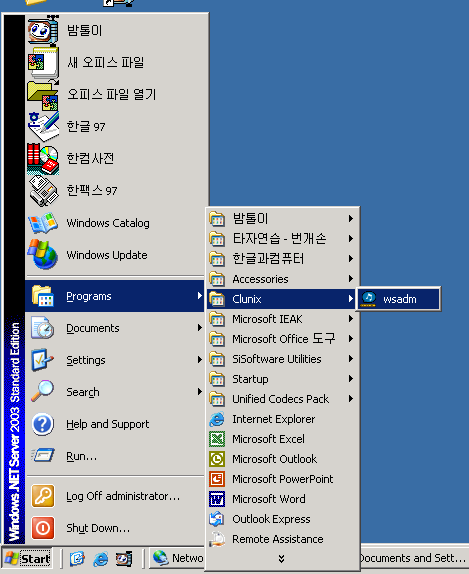 밤톨이
새 오피스 파일
오피스 파일 열기
한글 97
한컴사전
한팩스 97
Windows Catalog
Windows Update
Programs
Documents
Settings
Search
Help and Support
Run...
Log Off administrator...
Shut Down...
Windows .NET Server 2003 Standard Edition
밤톨이
타자연습 - 번개손
한글과컴퓨터
Accessories
Clunix
Microsoft IEAK
Microsoft Office 도구
SiSoftware Utilities
Startup
Unified Codecs Pack
Internet Explorer
Microsoft Excel
Microsoft Outlook
Microsoft PowerPoint
Microsoft Word
Outlook Express
Remote Assistance
wsadm
Start
Netwo
Documents and Sett...